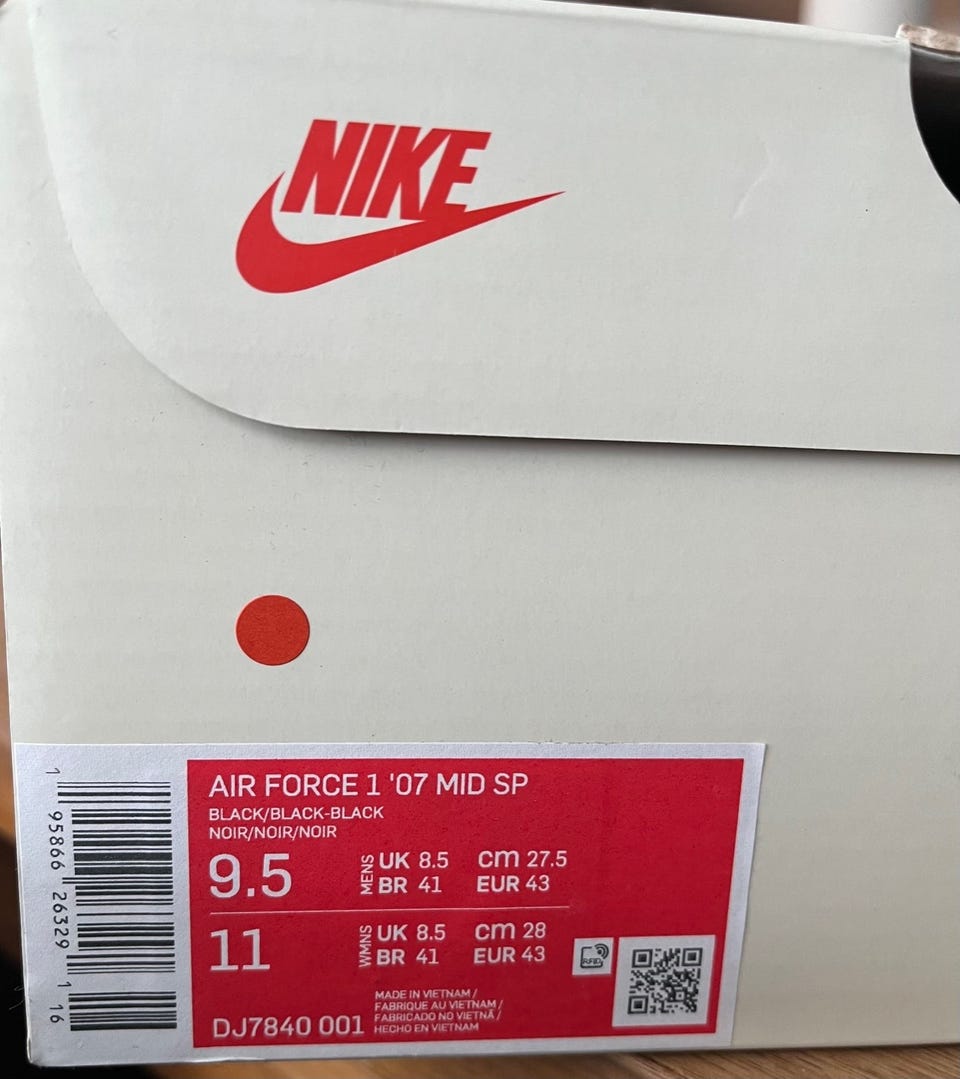 NIKE
AIR FORCE 1 '07 MID SP
BLACK/BLACK-BLACK
NOIR/NOIR/NOIR
9.5 MENS UK 8.5 cm 27.5
BR 41 EUR 43
11 WMNS UK 8.5 cm 28
BR 41 EUR 43
RFID
MADE IN VIETNAM /
FABRIQUE AU VIETNAM /
FABRICADO NO VIETNÃ /
HECHO EN VIETNAM
DJ7840 001
1 95866 26329 1 16